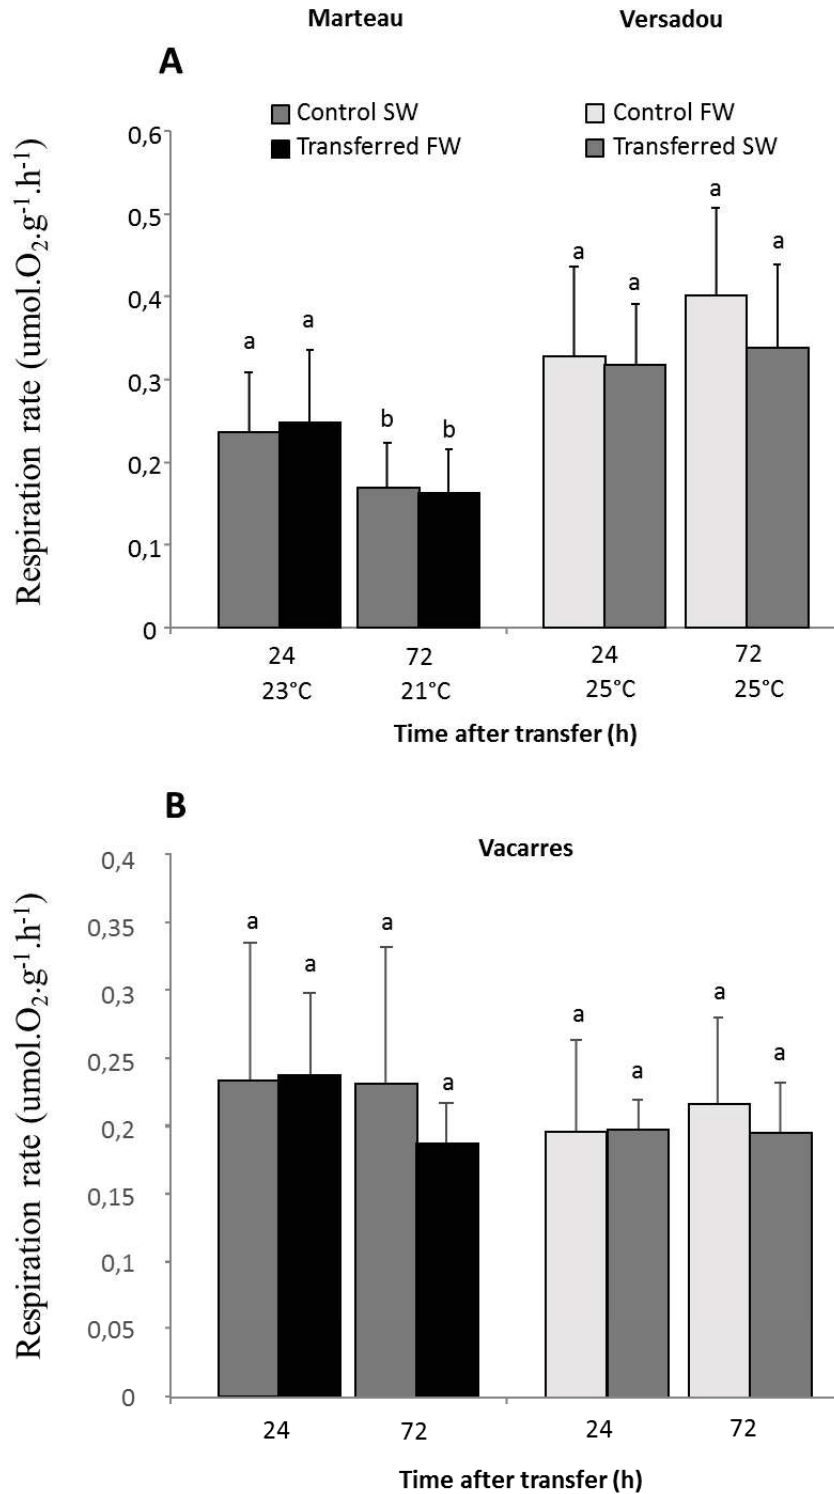 Marteau Versadou
A
Control SW Control FW
Transferred FW Transferred SW
Respiration rate (umol.O₂.g⁻¹.h⁻¹)
0,6
0,5
0,4
0,3
0,2
0,1
0
a a b b a a a a
24 72 24 72
23°C 21°C 25°C 25°C
Time after transfer (h)
B
Vacarres
Respiration rate (umol.O₂.g⁻¹.h⁻¹)
0,4
0,35
0,3
0,25
0,2
0,15
0,1
0,05
0
a a a a a a a a
24 72 24 72
Time after transfer (h)